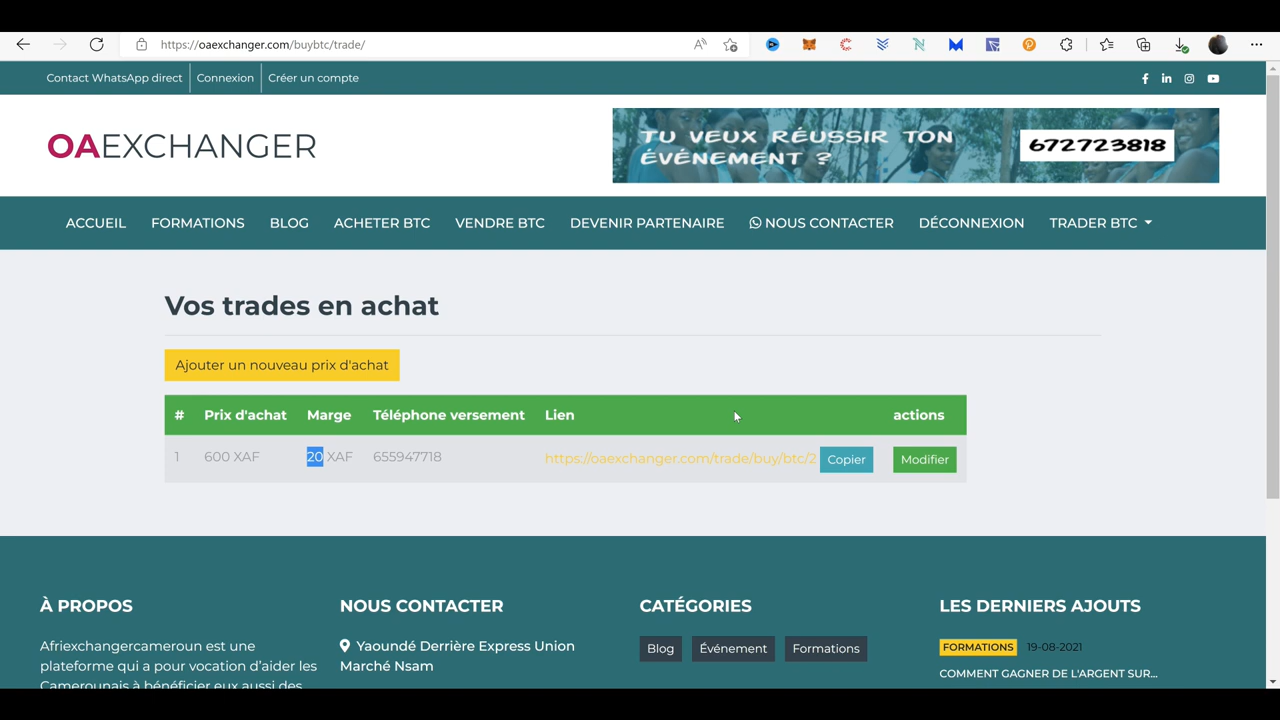 https://oaexchanger.com/buybtc/trade/
Contact WhatsApp direct
Connexion
Créer un compte
OAEXCHANGER
TU VEUX RÉUSSIR TON
ÉVÉNEMENT ?
672723818
ACCUEIL
FORMATIONS
BLOG
ACHETER BTC
VENDRE BTC
DEVENIR PARTENAIRE
NOUS CONTACTER
DÉCONNEXION
TRADER BTC
Vos trades en achat
Ajouter un nouveau prix d'achat
# Prix d'achat Marge Téléphone versement Lien actions
1 600 XAF 20 XAF 655947718 https://oaexchanger.com/trade/buy/btc/2 Copier Modifier
À PROPOS
Afriexchangercameroun est une
plateforme qui a pour vocation d'aider les
Camerounais à bénéficier eux aussi des
NOUS CONTACTER
Yaoundé Derrière Express Union
Marché Nsam
CATÉGORIES
Blog
Événement
Formations
LES DERNIERS AJOUTS
FORMATIONS 19-08-2021
COMMENT GAGNER DE L'ARGENT SUR...